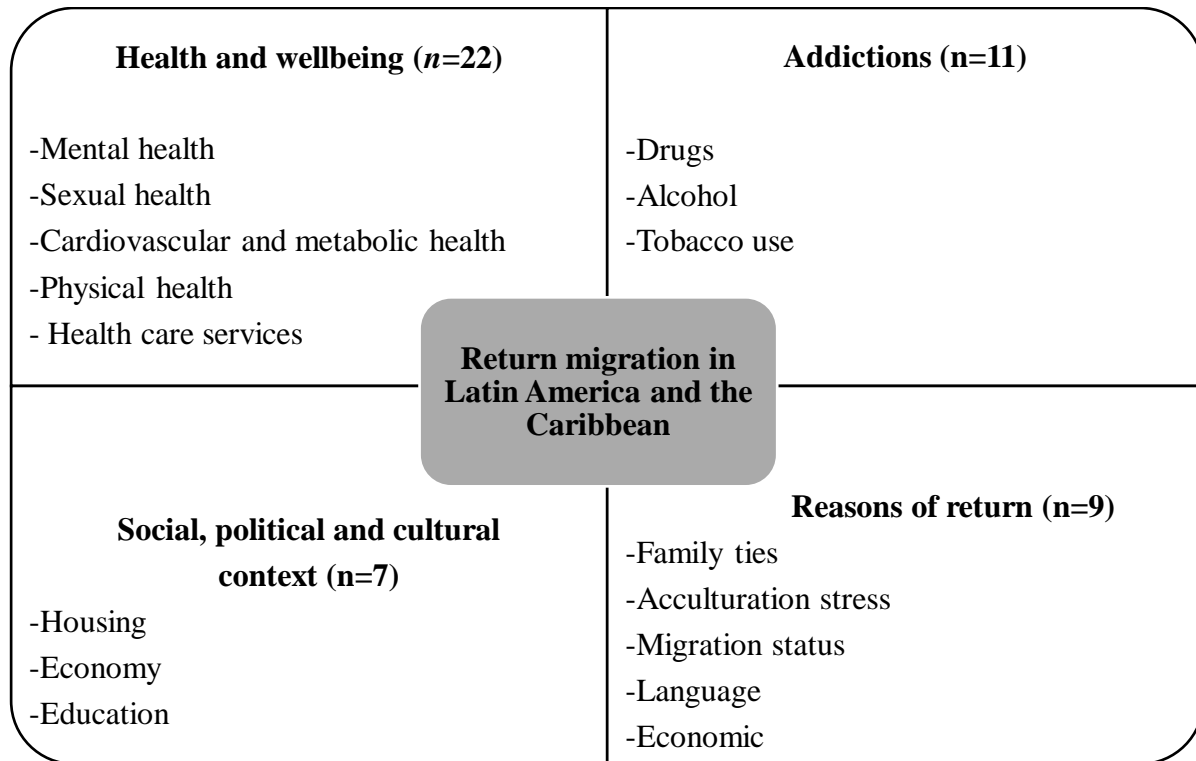 Health and wellbeing (n=22)
-Mental health
-Sexual health
-Cardiovascular and metabolic health
-Physical health
- Health care services
Addictions (n=11)
-Drugs
-Alcohol
-Tobacco use
Return migration in
Latin America and the
Caribbean
Social, political and cultural
context (n=7)
-Housing
-Economy
-Education
Reasons of return (n=9)
-Family ties
-Acculturation stress
-Migration status
-Language
-Economic